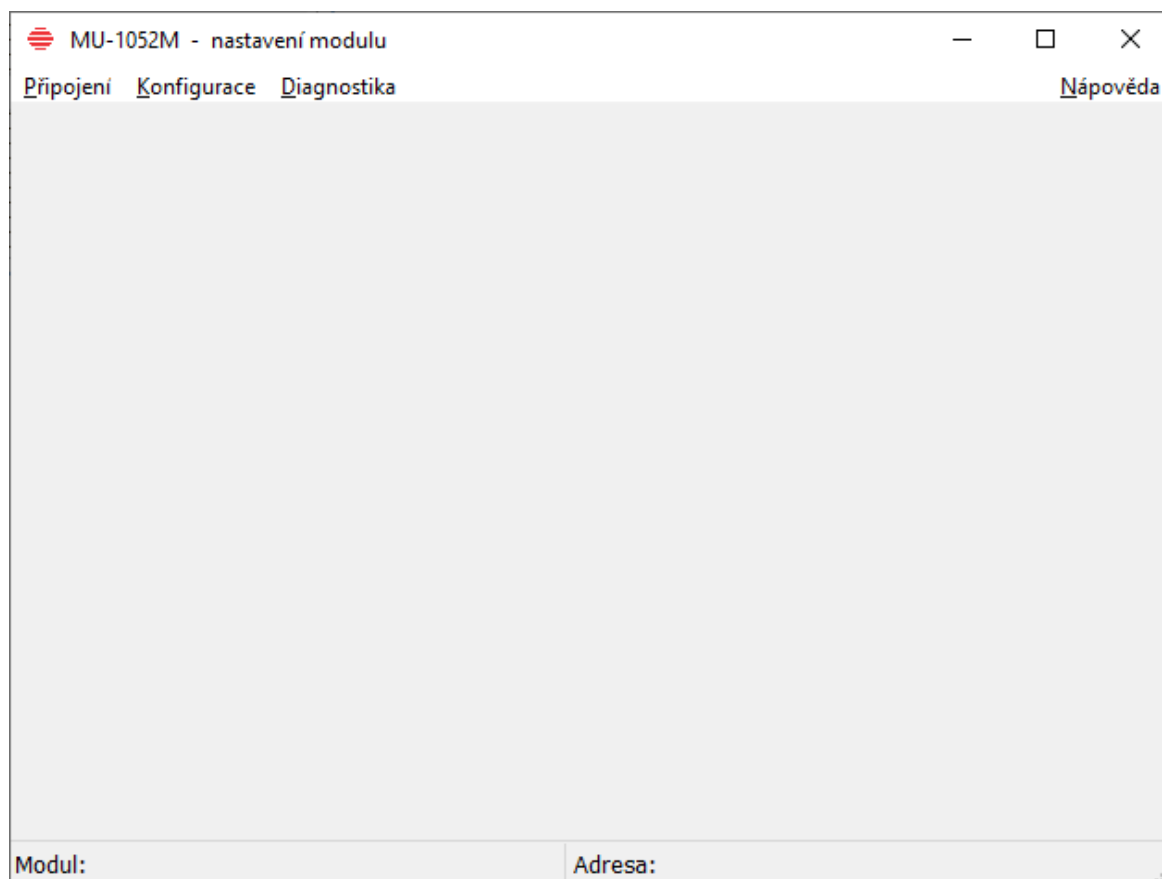 MU-1052M - nastavení modulu
Připojení Konfigurace Diagnostika Nápověda
Modul: Adresa: